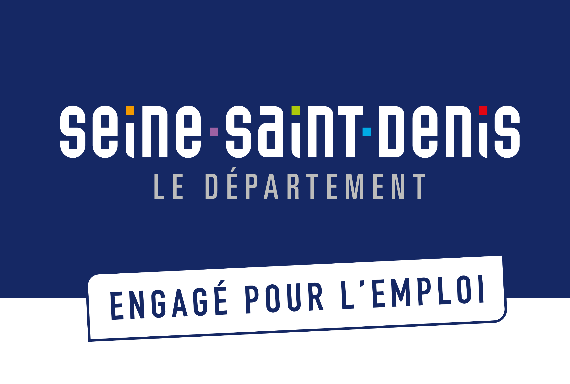 seine·saint·denis
LE DÉPARTEMENT
ENGAGÉ POUR L'EMPLOI